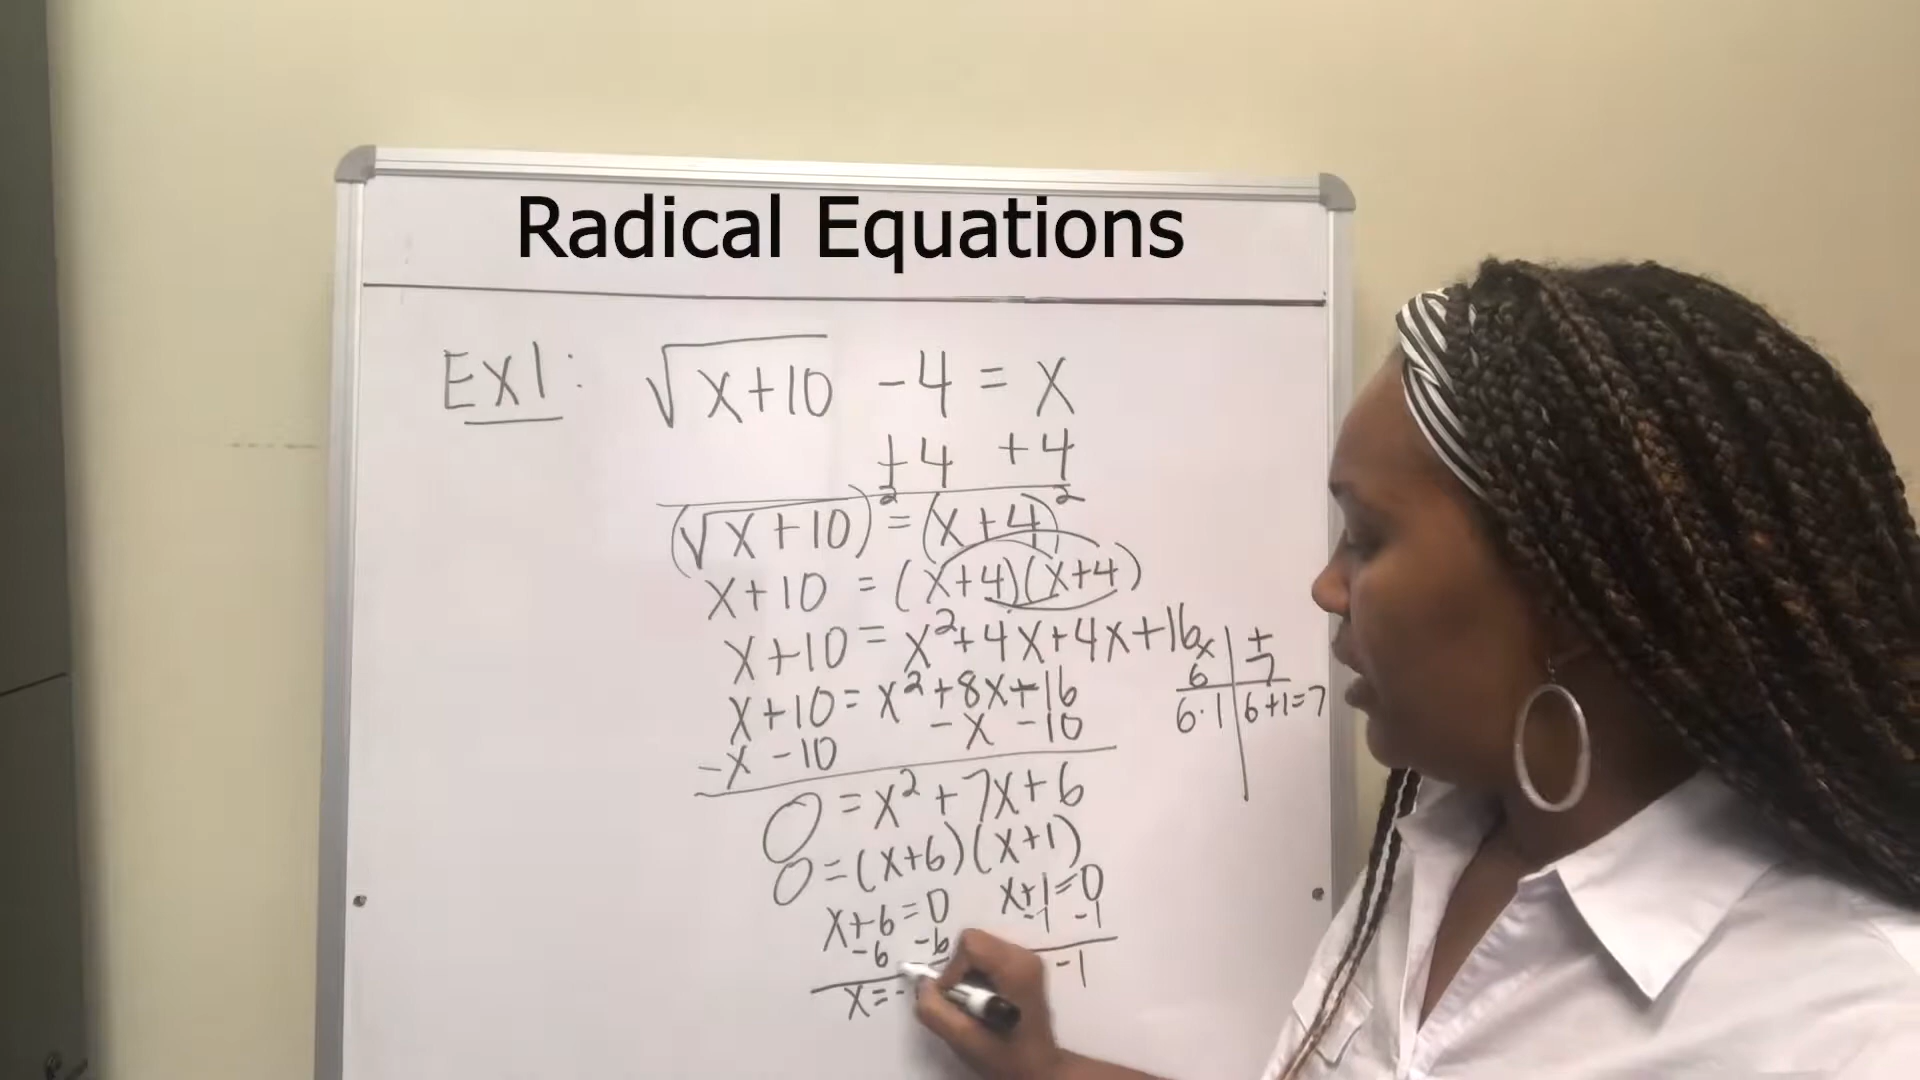 Radical Equations
Ex1: √x+10 - 4 = x
+4 +4
(√x+10)² = (x+4)²
x+10 = (x+4)(x+4)
x+10 = x²+4x+4x+16
x +
6 7
x+10 = x²+8x+16
6·1 6+1=7
-x -10 -x -10
0 = x²+7x+6
0 = (x+6)(x+1)
x+6=0 x+1=0
-6 -6 -1 -1
x=- -1